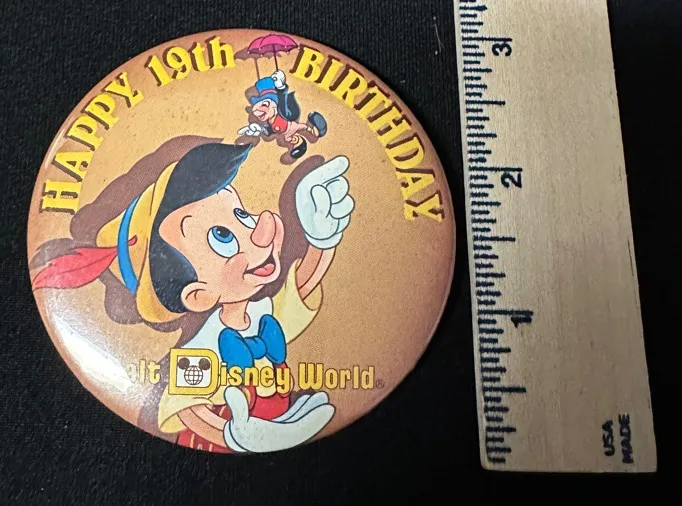 HAPPY 19th BIRTHDAY
Walt Disney World®
3
2
1
USA
MADE